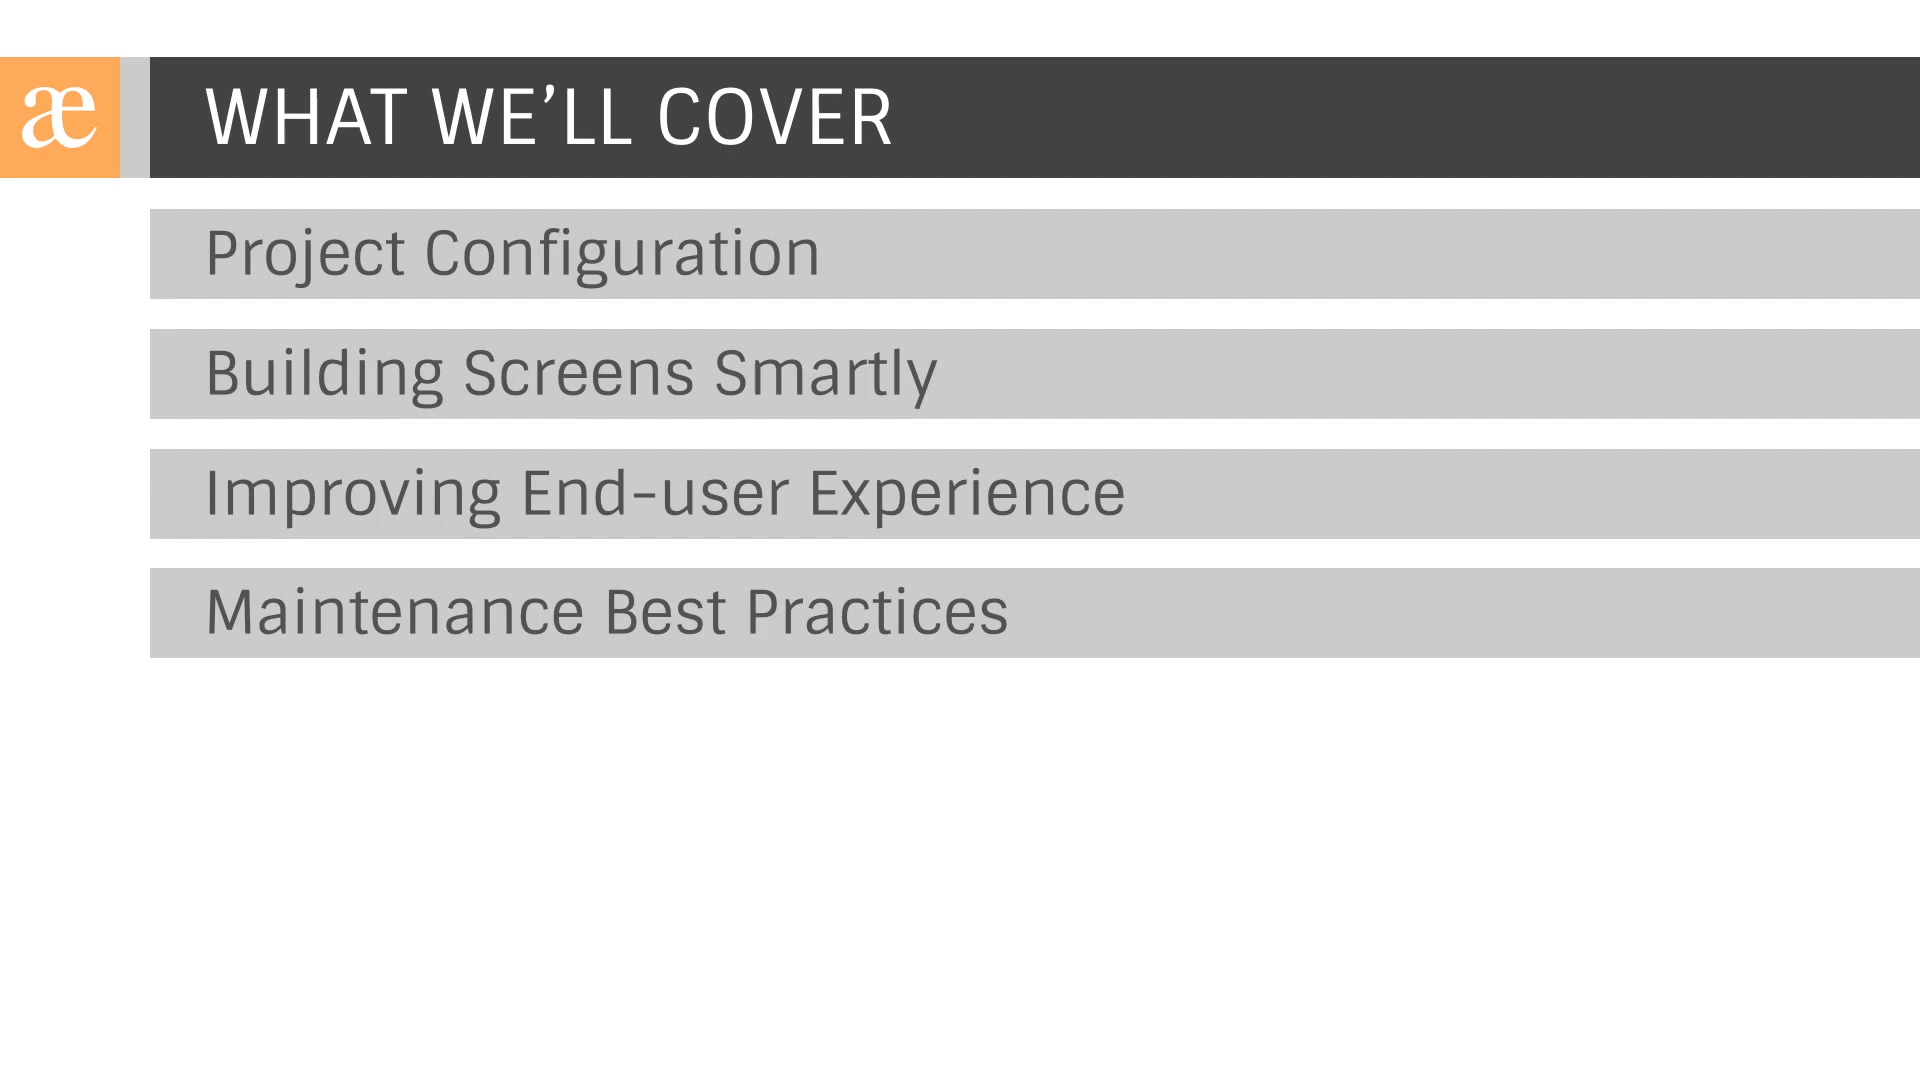 æ
WHAT WE’LL COVER
Project Configuration
Building Screens Smartly
Improving End-user Experience
Maintenance Best Practices